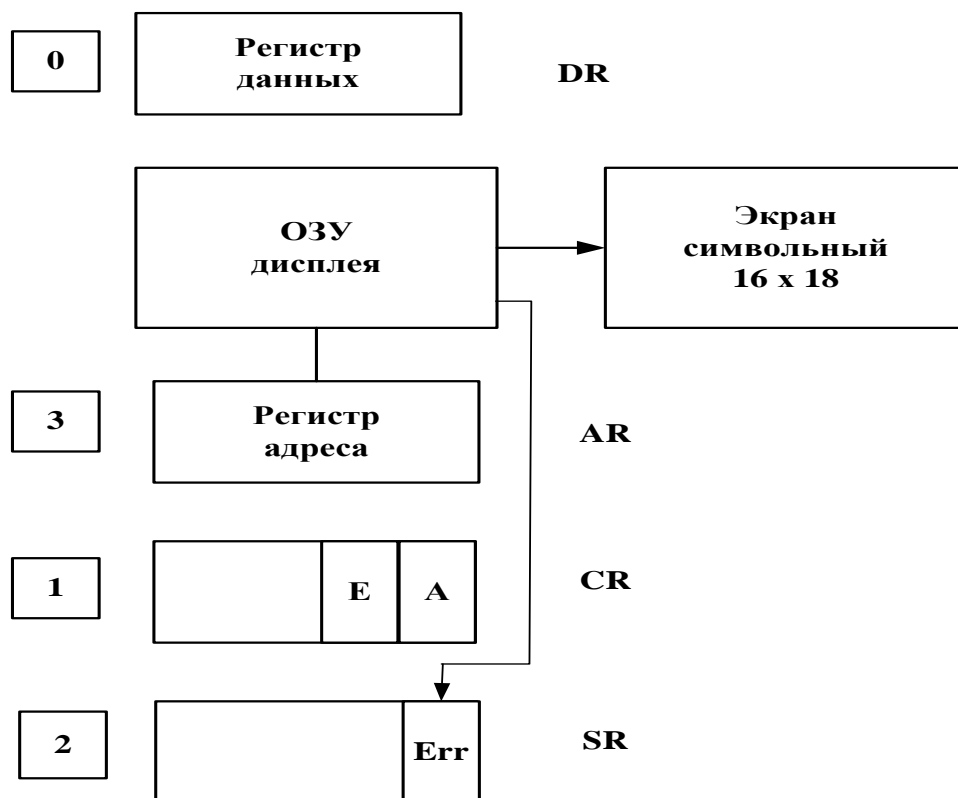 0
Регистр
данных
DR
ОЗУ
дисплея
Экран
символьный
16 x 18
3
Регистр
адреса
AR
1
E
A
CR
2
Err
SR